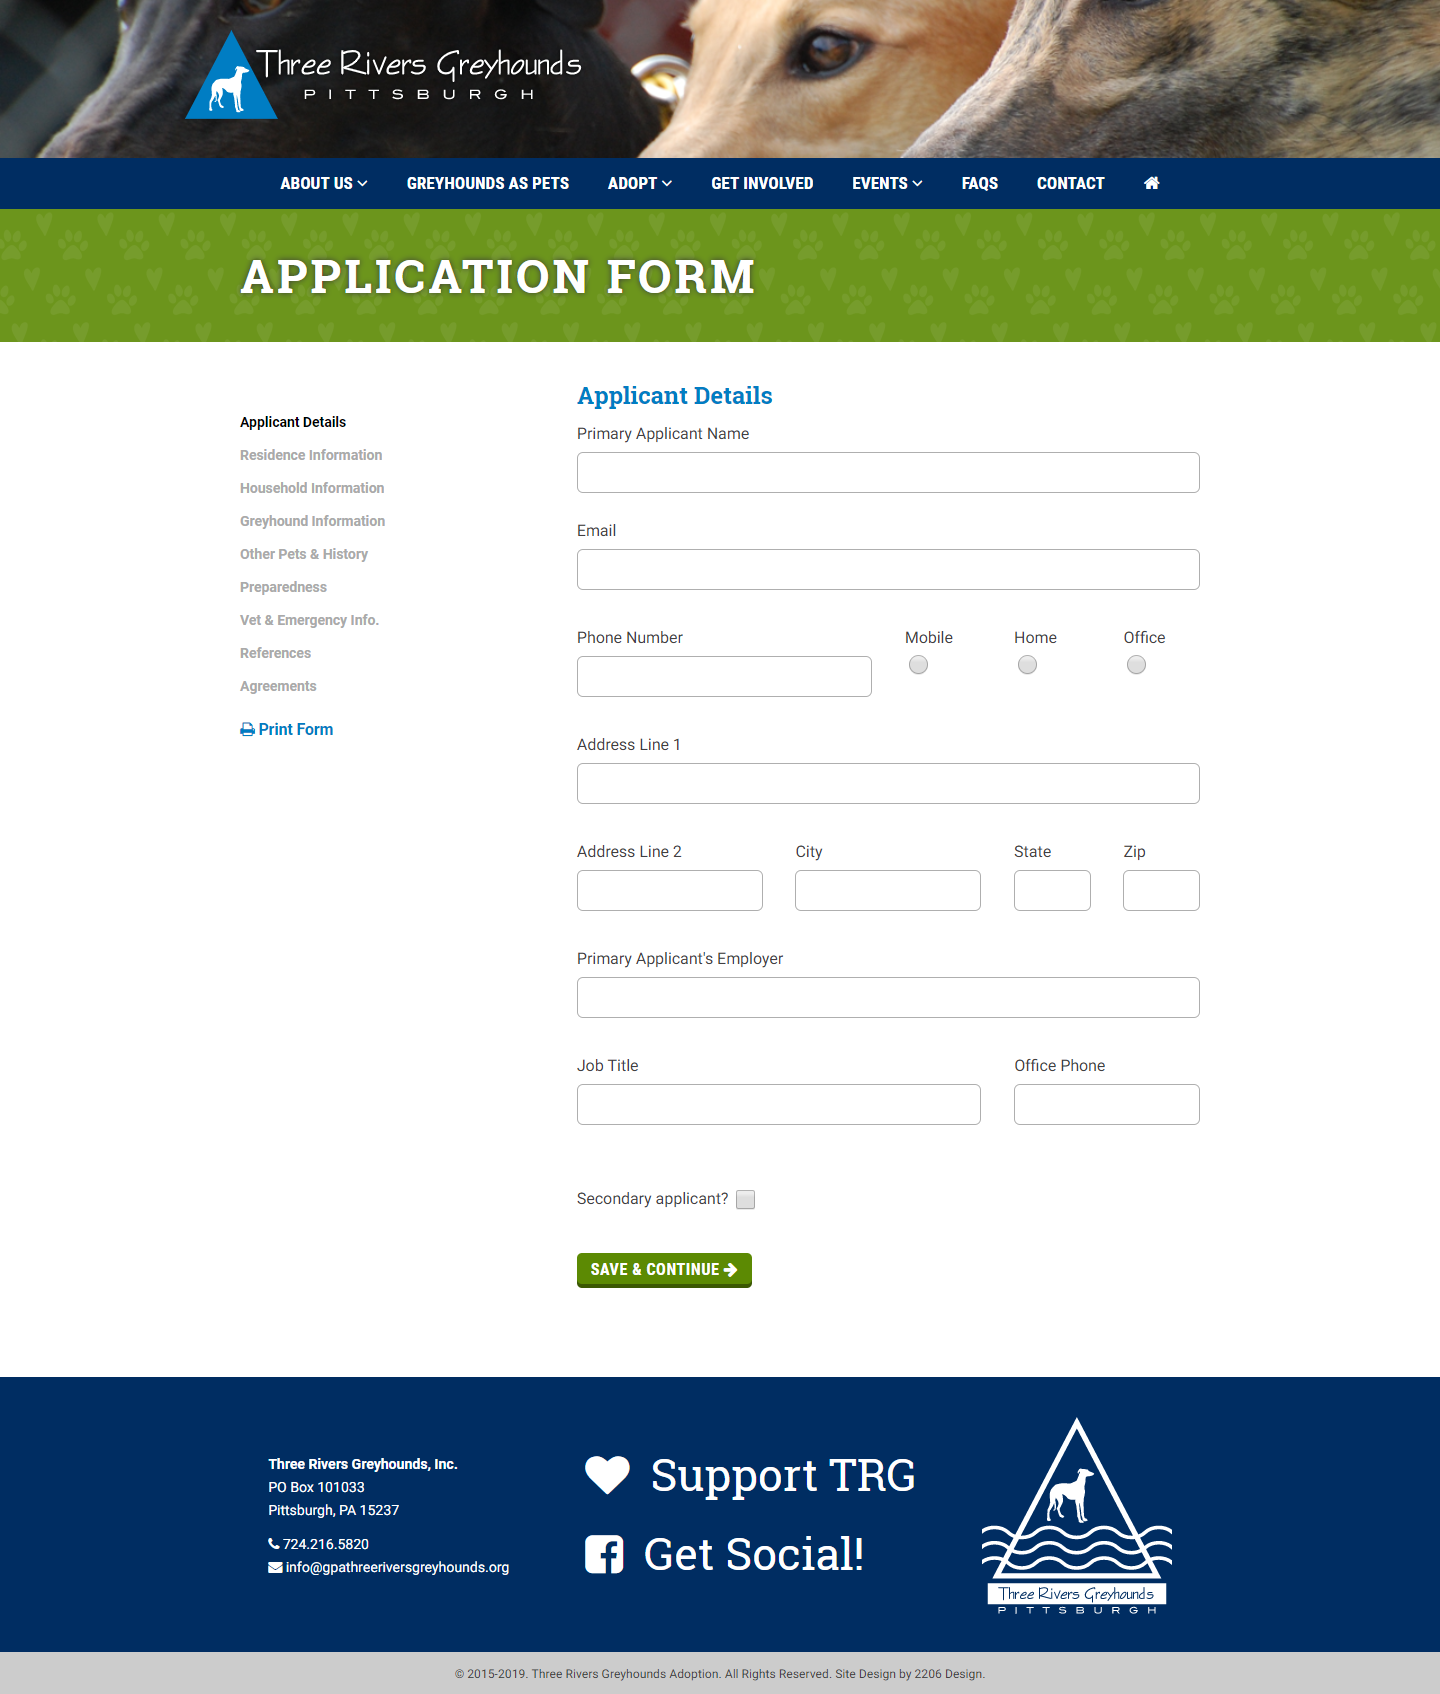 Three Rivers Greyhounds
PITTSBURGH
ABOUT US
GREYHOUNDS AS PETS
ADOPT
GET INVOLVED
EVENTS
FAQS
CONTACT
APPLICATION FORM
Applicant Details
Residence Information
Household Information
Greyhound Information
Other Pets & History
Preparedness
Vet & Emergency Info.
References
Agreements
Print Form
Applicant Details
Primary Applicant Name
Email
Phone Number
Mobile
Home
Office
Address Line 1
Address Line 2
City
State
Zip
Primary Applicant's Employer
Job Title
Office Phone
Secondary applicant?
SAVE & CONTINUE
Three Rivers Greyhounds, Inc.
PO Box 101033
Pittsburgh, PA 15237
724.216.5820
info@gpathreeriversgreyhounds.org
Support TRG
Get Social!
Three Rivers Greyhounds
PITTSBURGH
© 2015-2019. Three Rivers Greyhounds Adoption. All Rights Reserved. Site Design by 2206 Design.